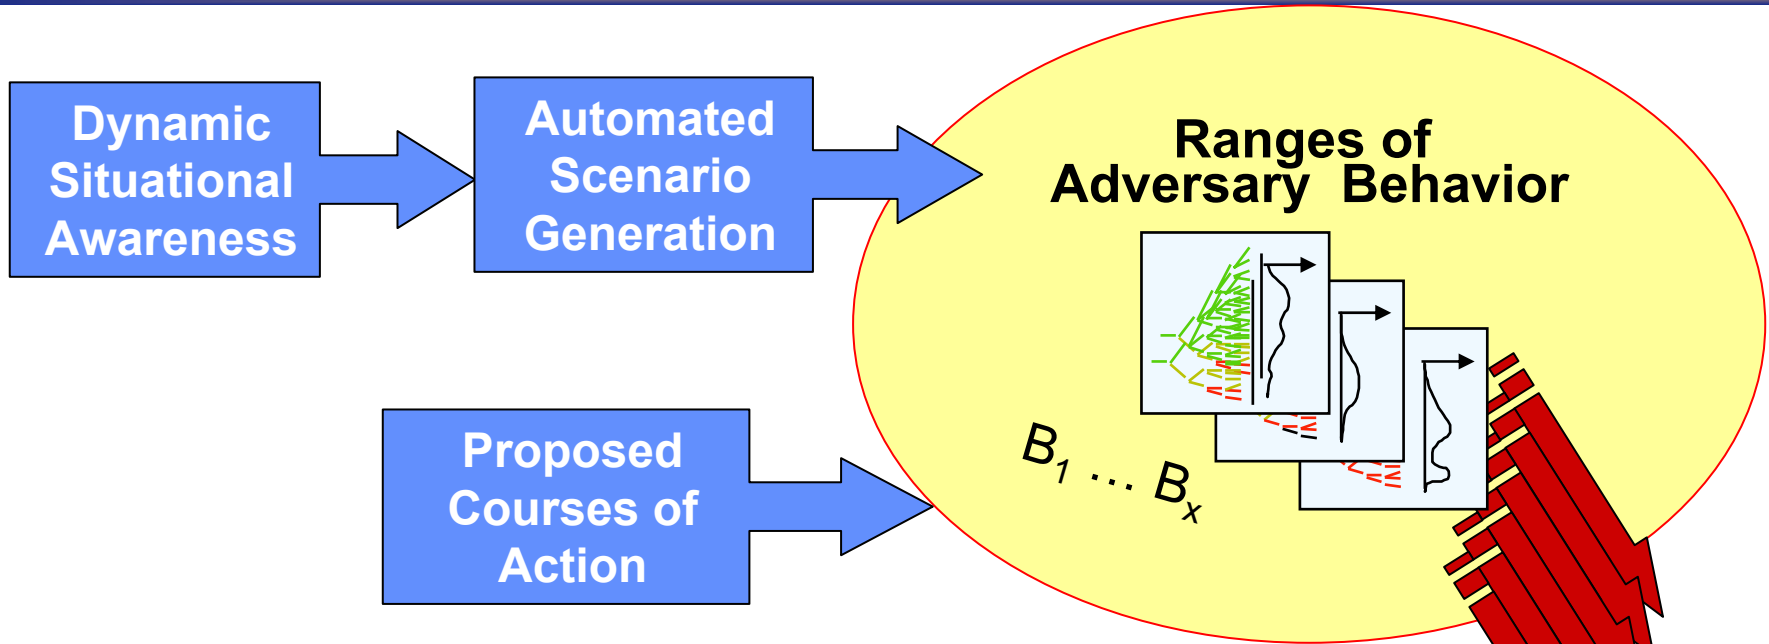 Dynamic
Situational
Awareness
Automated
Scenario
Generation
Ranges of
Adversary Behavior
B1 ... Bx
Proposed
Courses of
Action